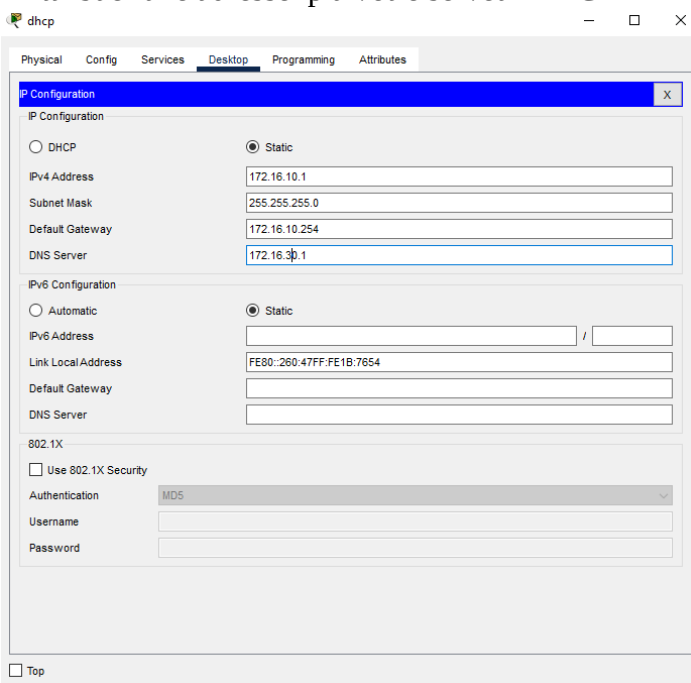 dhcp
Physical Config Services Desktop Programming Attributes
IP Configuration X
IP Configuration
DHCP Static
IPv4 Address 172.16.10.1
Subnet Mask 255.255.255.0
Default Gateway 172.16.10.254
DNS Server 172.16.30.1
IPv6 Configuration
Automatic Static
IPv6 Address /
Link Local Address FE80::260:47FF:FE1B:7654
Default Gateway
DNS Server
802.1X
Use 802.1X Security
Authentication MD5
Username
Password
Top